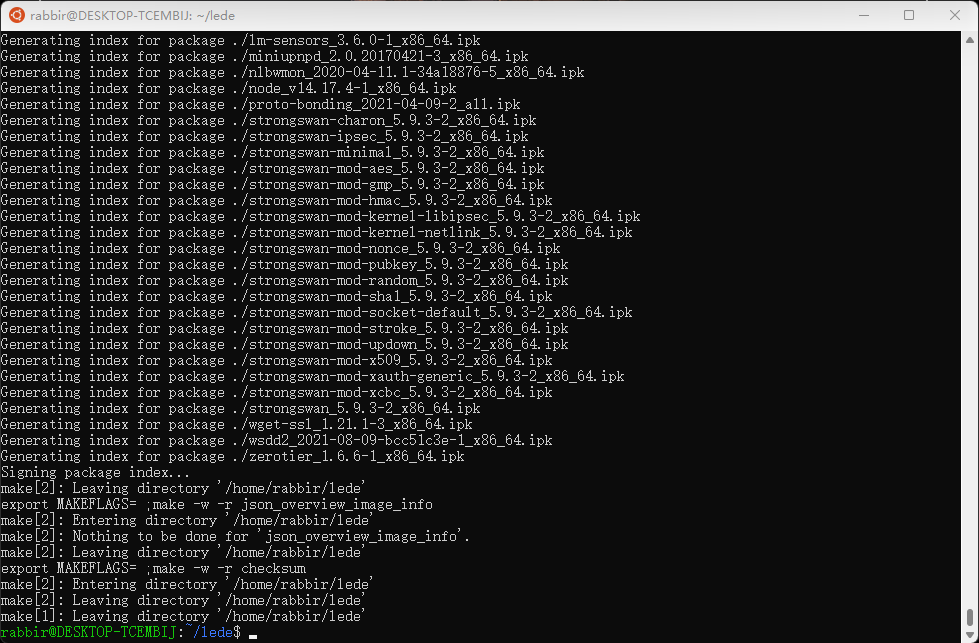 rabbir@DESKTOP-TCEMBIJ: ~/lede
Generating index for package ./lm-sensors_3.6.0-1_x86_64.ipk
Generating index for package ./miniupnpd_2.0.20170421-3_x86_64.ipk
Generating index for package ./nlbwmon_2020-04-11.1-34a18876-5_x86_64.ipk
Generating index for package ./node_v14.17.4-1_x86_64.ipk
Generating index for package ./proto-bonding_2021-04-09-2_all.ipk
Generating index for package ./strongswan-charon_5.9.3-2_x86_64.ipk
Generating index for package ./strongswan-ipsec_5.9.3-2_x86_64.ipk
Generating index for package ./strongswan-minimal_5.9.3-2_x86_64.ipk
Generating index for package ./strongswan-mod-aes_5.9.3-2_x86_64.ipk
Generating index for package ./strongswan-mod-gmp_5.9.3-2_x86_64.ipk
Generating index for package ./strongswan-mod-hmac_5.9.3-2_x86_64.ipk
Generating index for package ./strongswan-mod-kernel-libipsec_5.9.3-2_x86_64.ipk
Generating index for package ./strongswan-mod-kernel-netlink_5.9.3-2_x86_64.ipk
Generating index for package ./strongswan-mod-nonce_5.9.3-2_x86_64.ipk
Generating index for package ./strongswan-mod-pubkey_5.9.3-2_x86_64.ipk
Generating index for package ./strongswan-mod-random_5.9.3-2_x86_64.ipk
Generating index for package ./strongswan-mod-sha1_5.9.3-2_x86_64.ipk
Generating index for package ./strongswan-mod-socket-default_5.9.3-2_x86_64.ipk
Generating index for package ./strongswan-mod-stroke_5.9.3-2_x86_64.ipk
Generating index for package ./strongswan-mod-updown_5.9.3-2_x86_64.ipk
Generating index for package ./strongswan-mod-x509_5.9.3-2_x86_64.ipk
Generating index for package ./strongswan-mod-xauth-generic_5.9.3-2_x86_64.ipk
Generating index for package ./strongswan-mod-xcbc_5.9.3-2_x86_64.ipk
Generating index for package ./strongswan_5.9.3-2_x86_64.ipk
Generating index for package ./wget-ssl_1.21.1-3_x86_64.ipk
Generating index for package ./wsdd2_2021-08-09-bcc51c3e-1_x86_64.ipk
Generating index for package ./zerotier_1.6.6-1_x86_64.ipk
Signing package index...
make[2]: Leaving directory '/home/rabbir/lede'
export MAKEFLAGS= ;make -w -r json_overview_image_info
make[2]: Entering directory '/home/rabbir/lede'
make[2]: Nothing to be done for 'json_overview_image_info'.
make[2]: Leaving directory '/home/rabbir/lede'
export MAKEFLAGS= ;make -w -r checksum
make[2]: Entering directory '/home/rabbir/lede'
make[2]: Leaving directory '/home/rabbir/lede'
make[1]: Leaving directory '/home/rabbir/lede'
rabbir@DESKTOP-TCEMBIJ:~/lede$